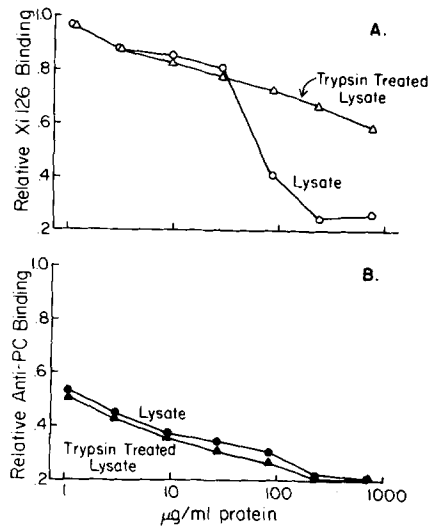 A.
1.0
.8
.6
.4
.2
Relative Xi 126 Binding
Trypsin Treated
Lysate
Lysate
B.
1.0
.8
.6
.4
.2
Relative Anti-PC Binding
Lysate
Trypsin Treated
Lysate
1
10
100
1000
µg/ml protein